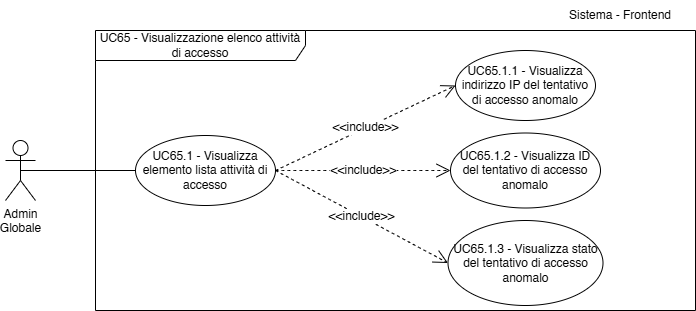 Sistema - Frontend
UC65 - Visualizzazione elenco attività
di accesso
UC65.1.1 - Visualizza
indirizzo IP del tentativo
di accesso anomalo
<<include>>
UC65.1 - Visualizza
elemento lista attività di
accesso
<<include>>
UC65.1.2 - Visualizza ID
del tentativo di accesso
anomalo
Admin
Globale
<<include>>
UC65.1.3 - Visualizza stato
del tentativo di accesso
anomalo